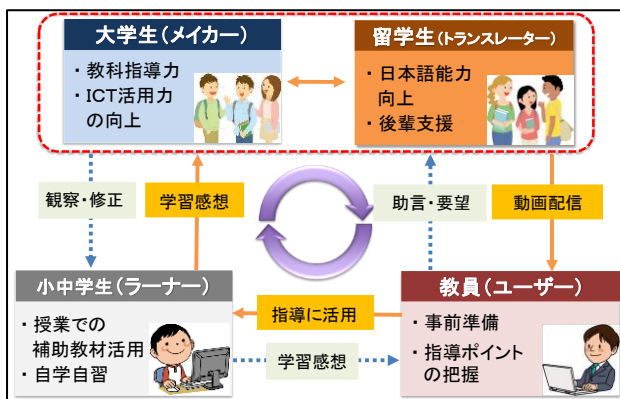 大学生(メイカー)
・教科指導力
・ICT活用力
の向上
留学生(トランスレーター)
・日本語能力
向上
・後輩支援
観察・修正
学習感想
助言・要望
動画配信
小中学生(ラーナー)
・授業での
補助教材活用
・自学自習
指導に活用
学習感想
教員(ユーザー)
・事前準備
・指導ポイント
の把握